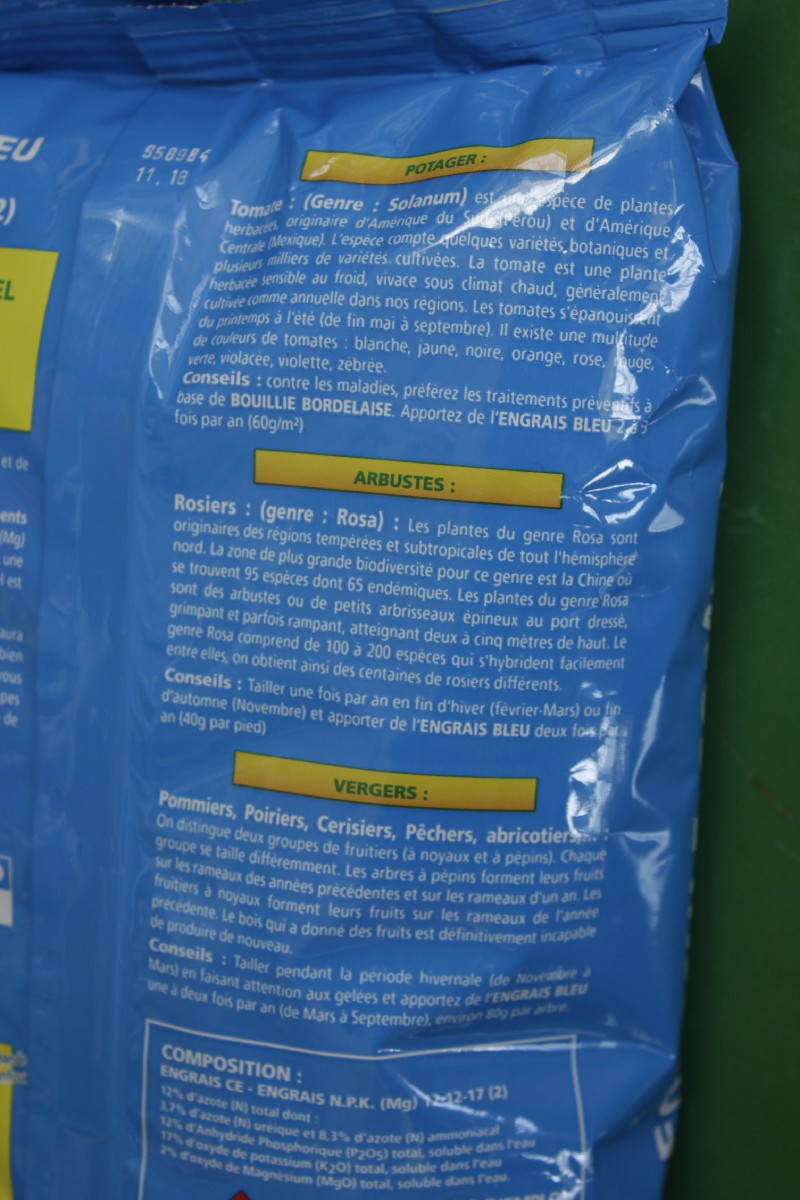 EU
858984
11. 18
2)
EL
et de
ents
(Mg)
une
l est
aura
bien
vous
pes
de
POTAGER :
Tomate : (Genre : Solanum) est une espèce de plantes
herbacées, originaire d'Amérique du Sud (Pérou) et d'Amérique
Centrale (Mexique). L'espèce compte quelques variétés botaniques et
plusieurs milliers de variétés cultivées. La tomate est une plante
herbacée sensible au froid, vivace sous climat chaud, généralement
cultivée comme annuelle dans nos régions. Les tomates s'épanouissent
du printemps à l'été (de fin mai à septembre). Il existe une multitude
de couleurs de tomates : blanche, jaune, noire, orange, rose, rouge,
verte, violacée, violette, zébrée.
Conseils : contre les maladies, préférez les traitements préventifs à
base de BOUILLIE BORDELAISE. Apportez de l'ENGRAIS BLEU 2 à 3
fois par an (60g/m²)
ARBUSTES :
Rosiers : (genre : Rosa) : Les plantes du genre Rosa sont
originaires des régions tempérées et subtropicales de tout l'hémisphère
nord. La zone de plus grande biodiversité pour ce genre est la Chine où
se trouvent 95 espèces dont 65 endémiques. Les plantes du genre Rosa
sont des arbustes ou de petits arbrisseaux épineux au port dressé,
grimpant et parfois rampant, atteignant deux à cinq mètres de haut. Le
genre Rosa comprend de 100 à 200 espèces qui s'hybrident facilement
entre elles, on obtient ainsi des centaines de rosiers différents.
Conseils : Tailler une fois par an en fin d'hiver (février-Mars) ou fin
d'automne (Novembre) et apporter de l'ENGRAIS BLEU deux fois par
an (40g par pied)
VERGERS :
Pommiers, Poiriers, Cerisiers, Pêchers, abricotiers,... :
On distingue deux groupes de fruitiers (à noyaux et à pépins). Chaque
groupe se taille différemment. Les arbres à pépins forment leurs fruits
sur les rameaux des années précédentes et sur les rameaux d'un an. Les
fruitiers à noyaux forment leurs fruits sur les rameaux de l'année
précédente. Le bois qui a donné des fruits est définitivement incapable
de produire de nouveau.
Conseils : Tailler pendant la période hivernale (de Novembre à
Mars) en faisant attention aux gelées et apportez de l'ENGRAIS BLEU
une à deux fois par an (de Mars à Septembre), environ 80g par arbre.
COMPOSITION :
ENGRAIS CE - ENGRAIS N.P.K. (Mg) 12-12-17 (2)
12% d'azote (N) total dont :
3,7% d'azote (N) uréique et 8,3% d'azote (N) ammoniacal
12% d'Anhydride Phosphorique (P2O5) total, soluble dans l'eau
17% d'oxyde de potassium (K2O) total, soluble dans l'eau
2% d'oxyde de Magnésium (MgO) total, soluble dans l'eau.